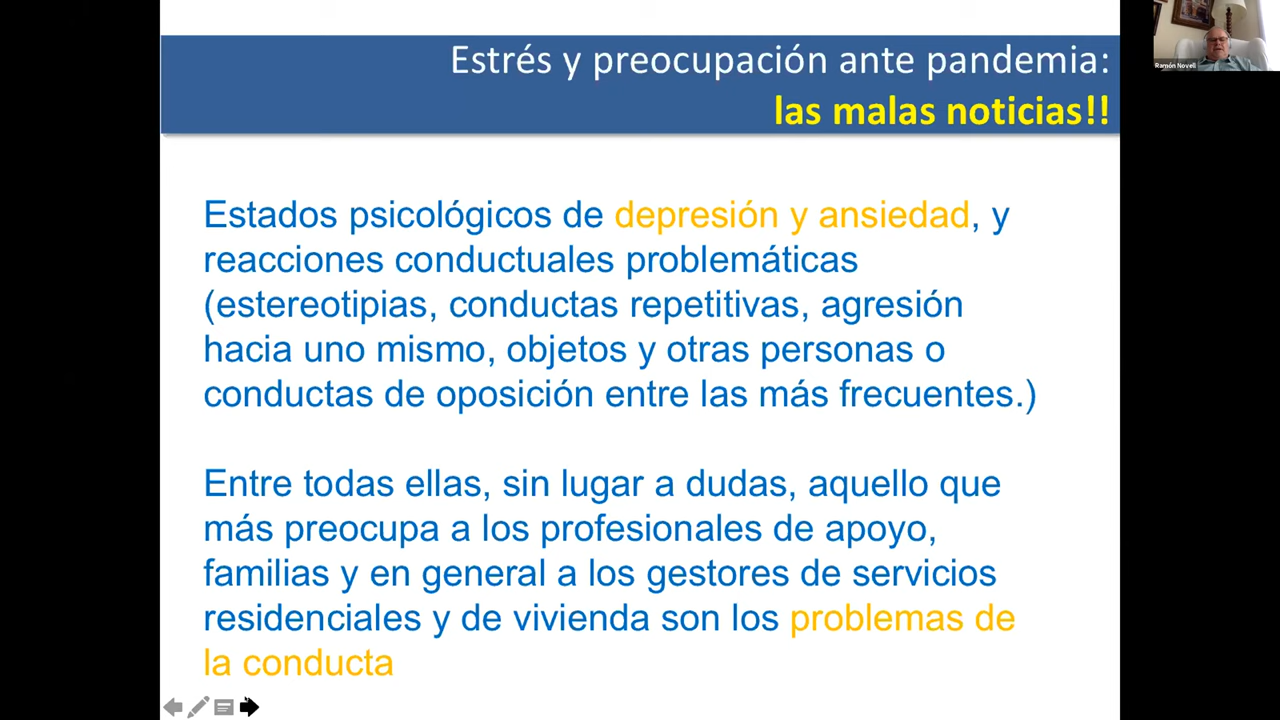 Estrés y preocupación ante pandemia:
las malas noticias!!
Ramón Novell
Estados psicológicos de depresión y ansiedad, y
reacciones conductuales problemáticas
(estereotipias, conductas repetitivas, agresión
hacia uno mismo, objetos y otras personas o
conductas de oposición entre las más frecuentes.)
Entre todas ellas, sin lugar a dudas, aquello que
más preocupa a los profesionales de apoyo,
familias y en general a los gestores de servicios
residenciales y de vivienda son los problemas de
la conducta